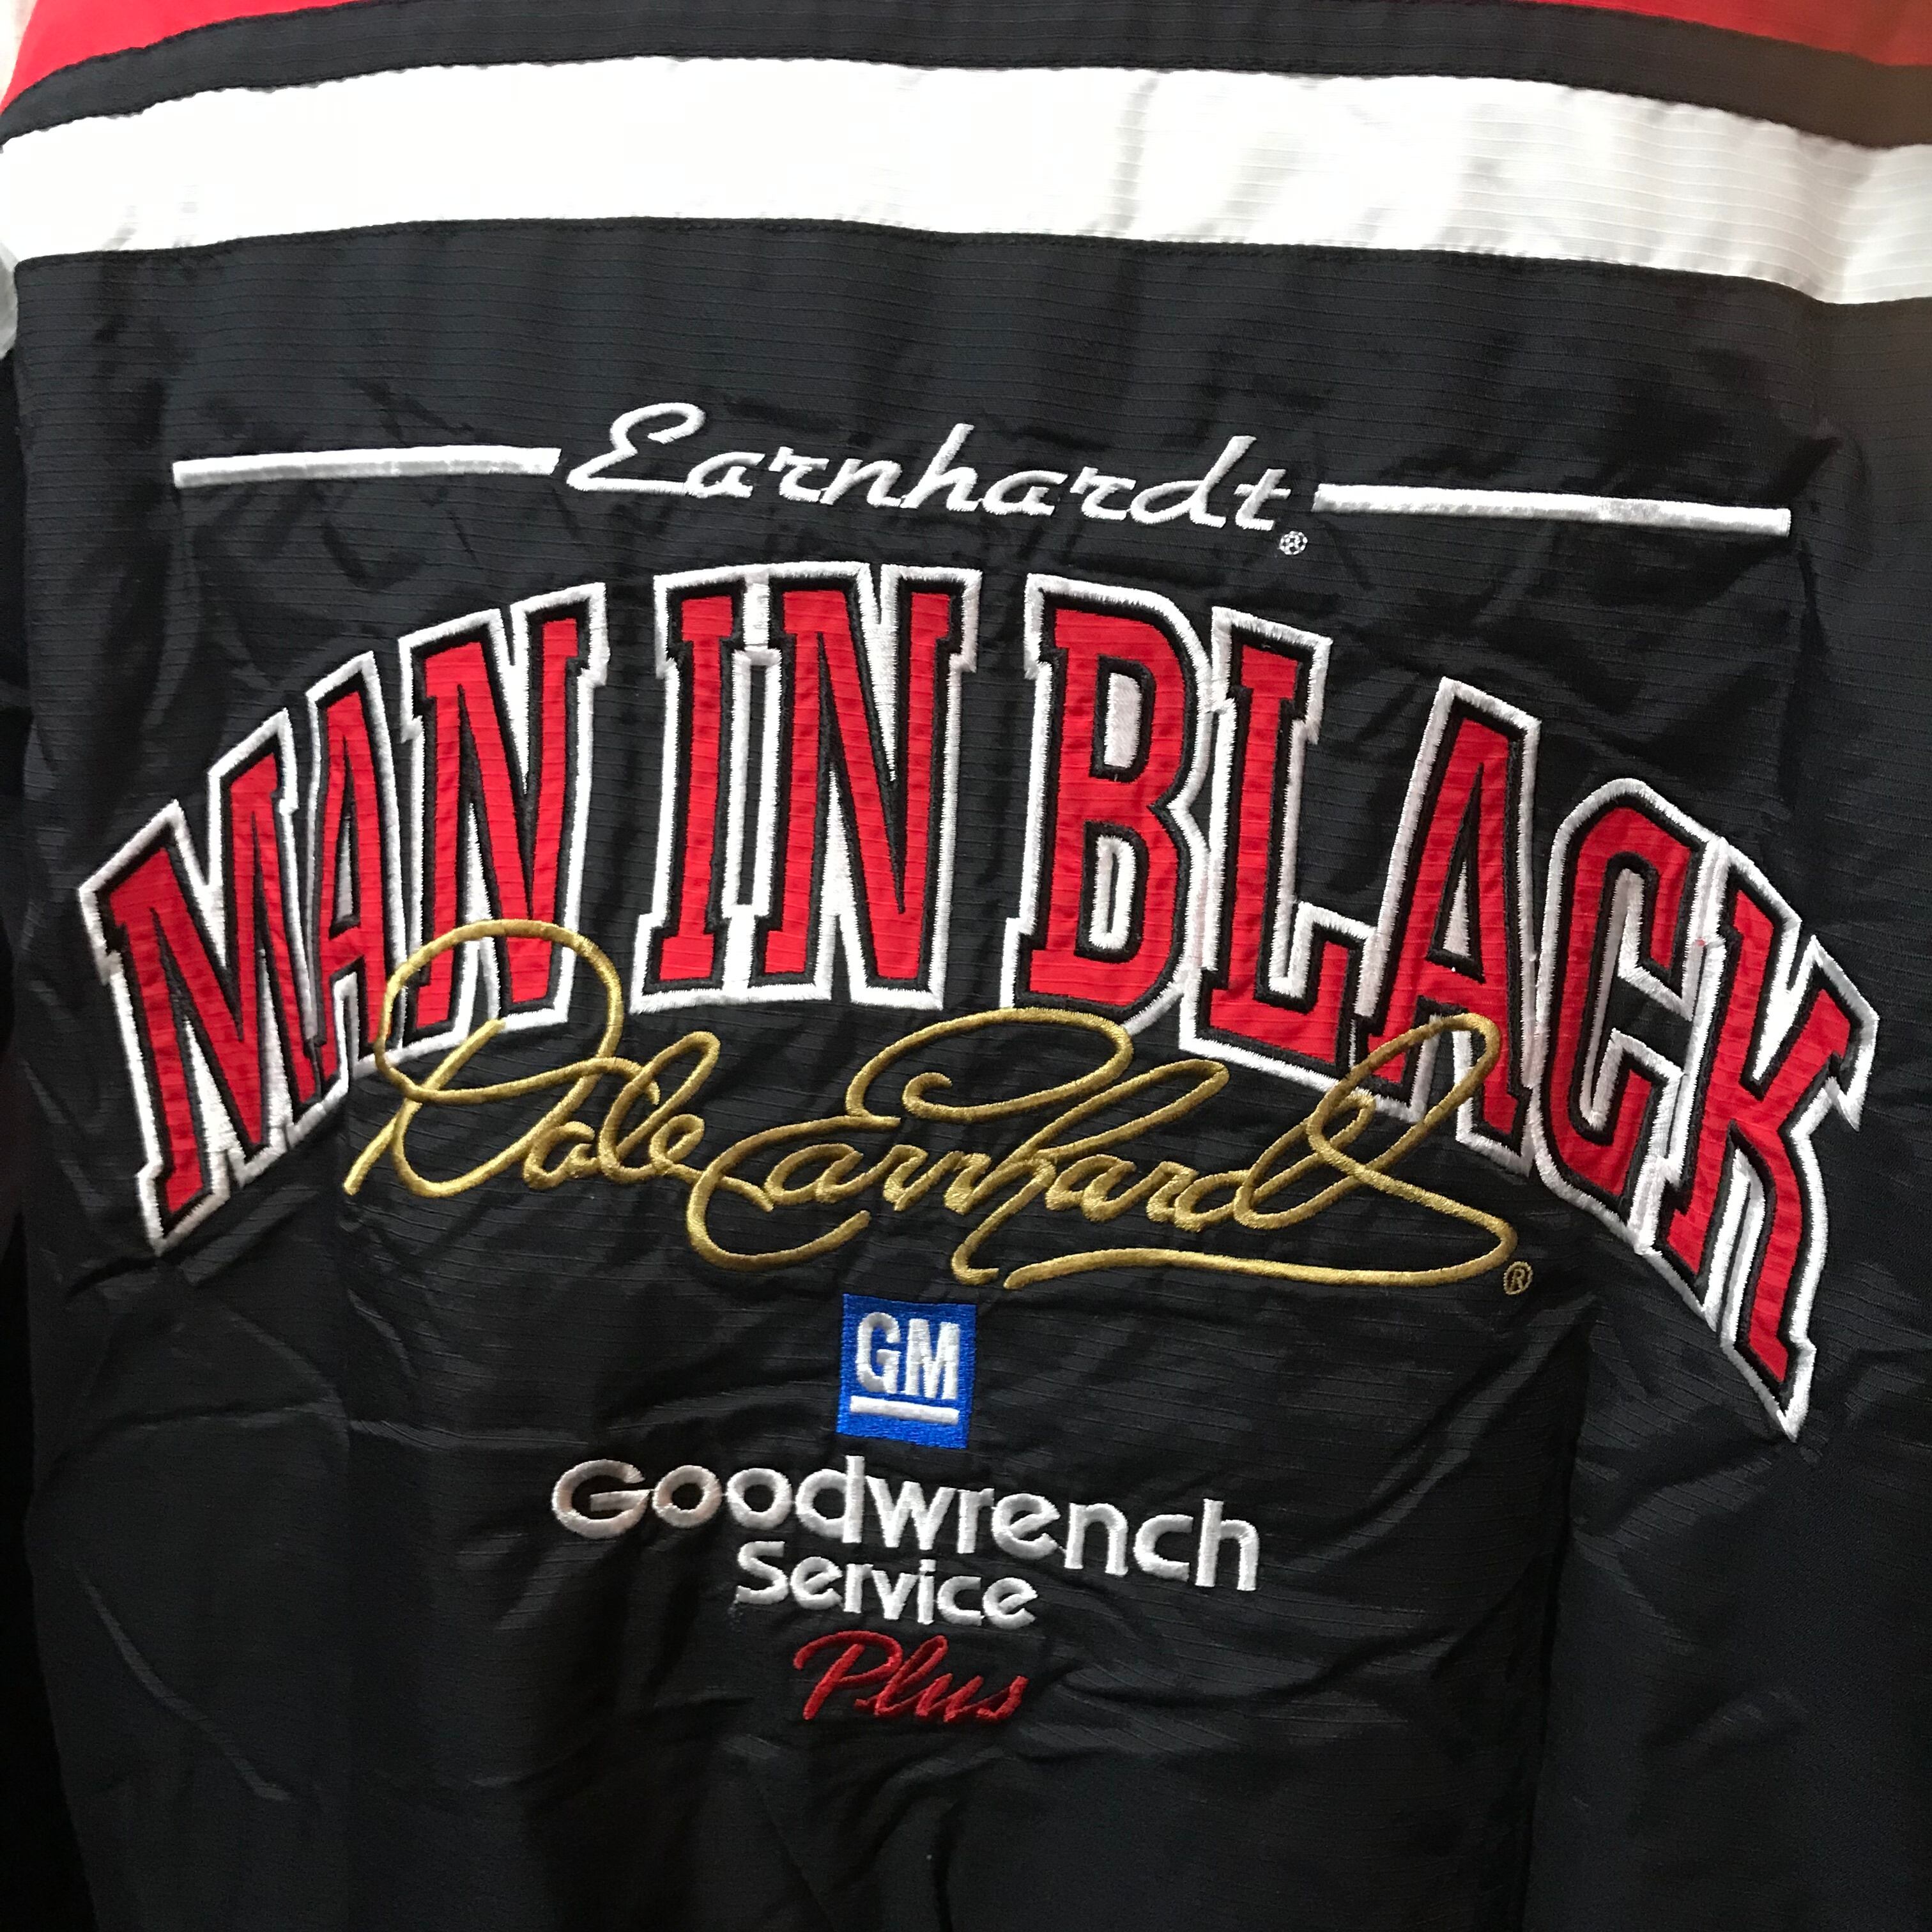 Earnhardt®
MAN IN BLACK
Dale Earnhardt®
GM
Goodwrench
Service
Plus